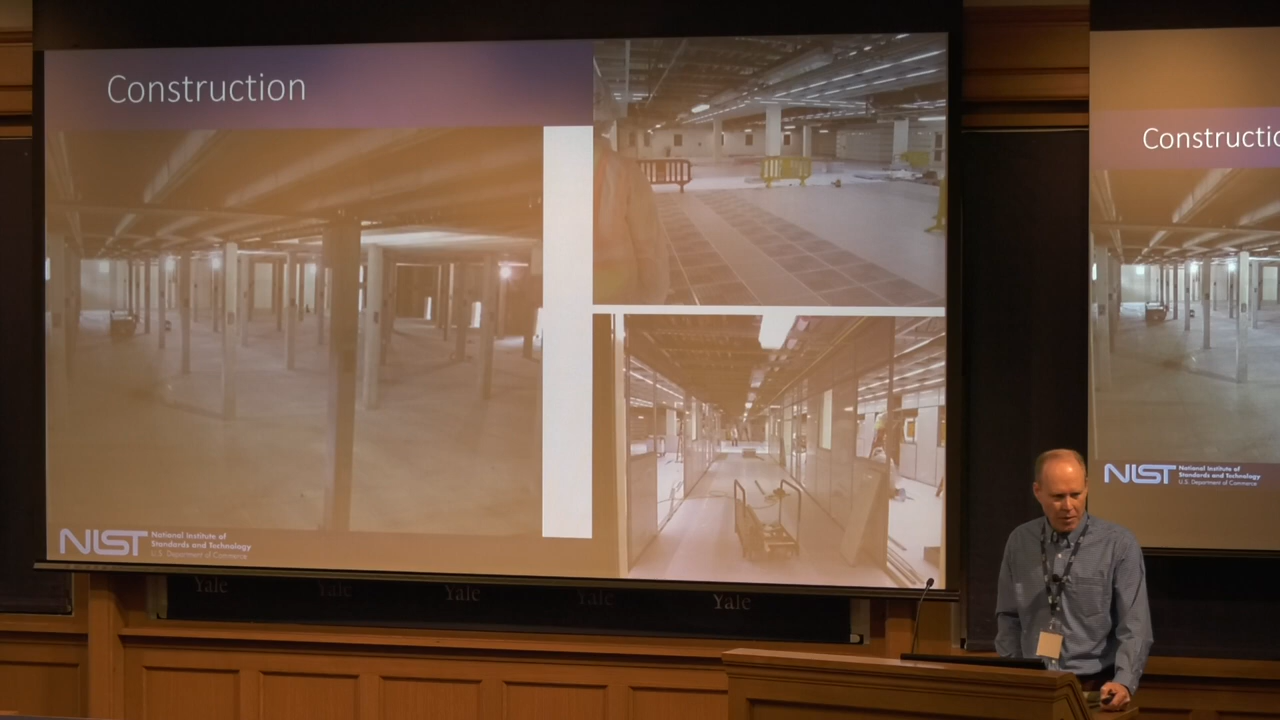 Construction
NIST
National Institute of
Standards and Technology
U.S. Department of Commerce
Constructio
NIST
National Institute of
Standards and Technology
U.S. Department of Commerce
Yale
Yale
Yale
Yale
Yale